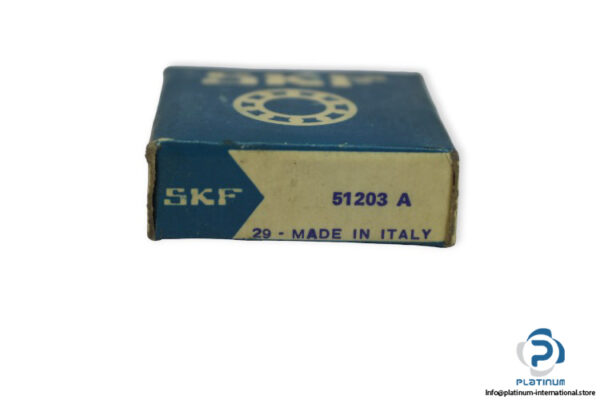 SKF
SKF
51203 A
29 - MADE IN ITALY
PLATINUM
Info@platinum-international.store